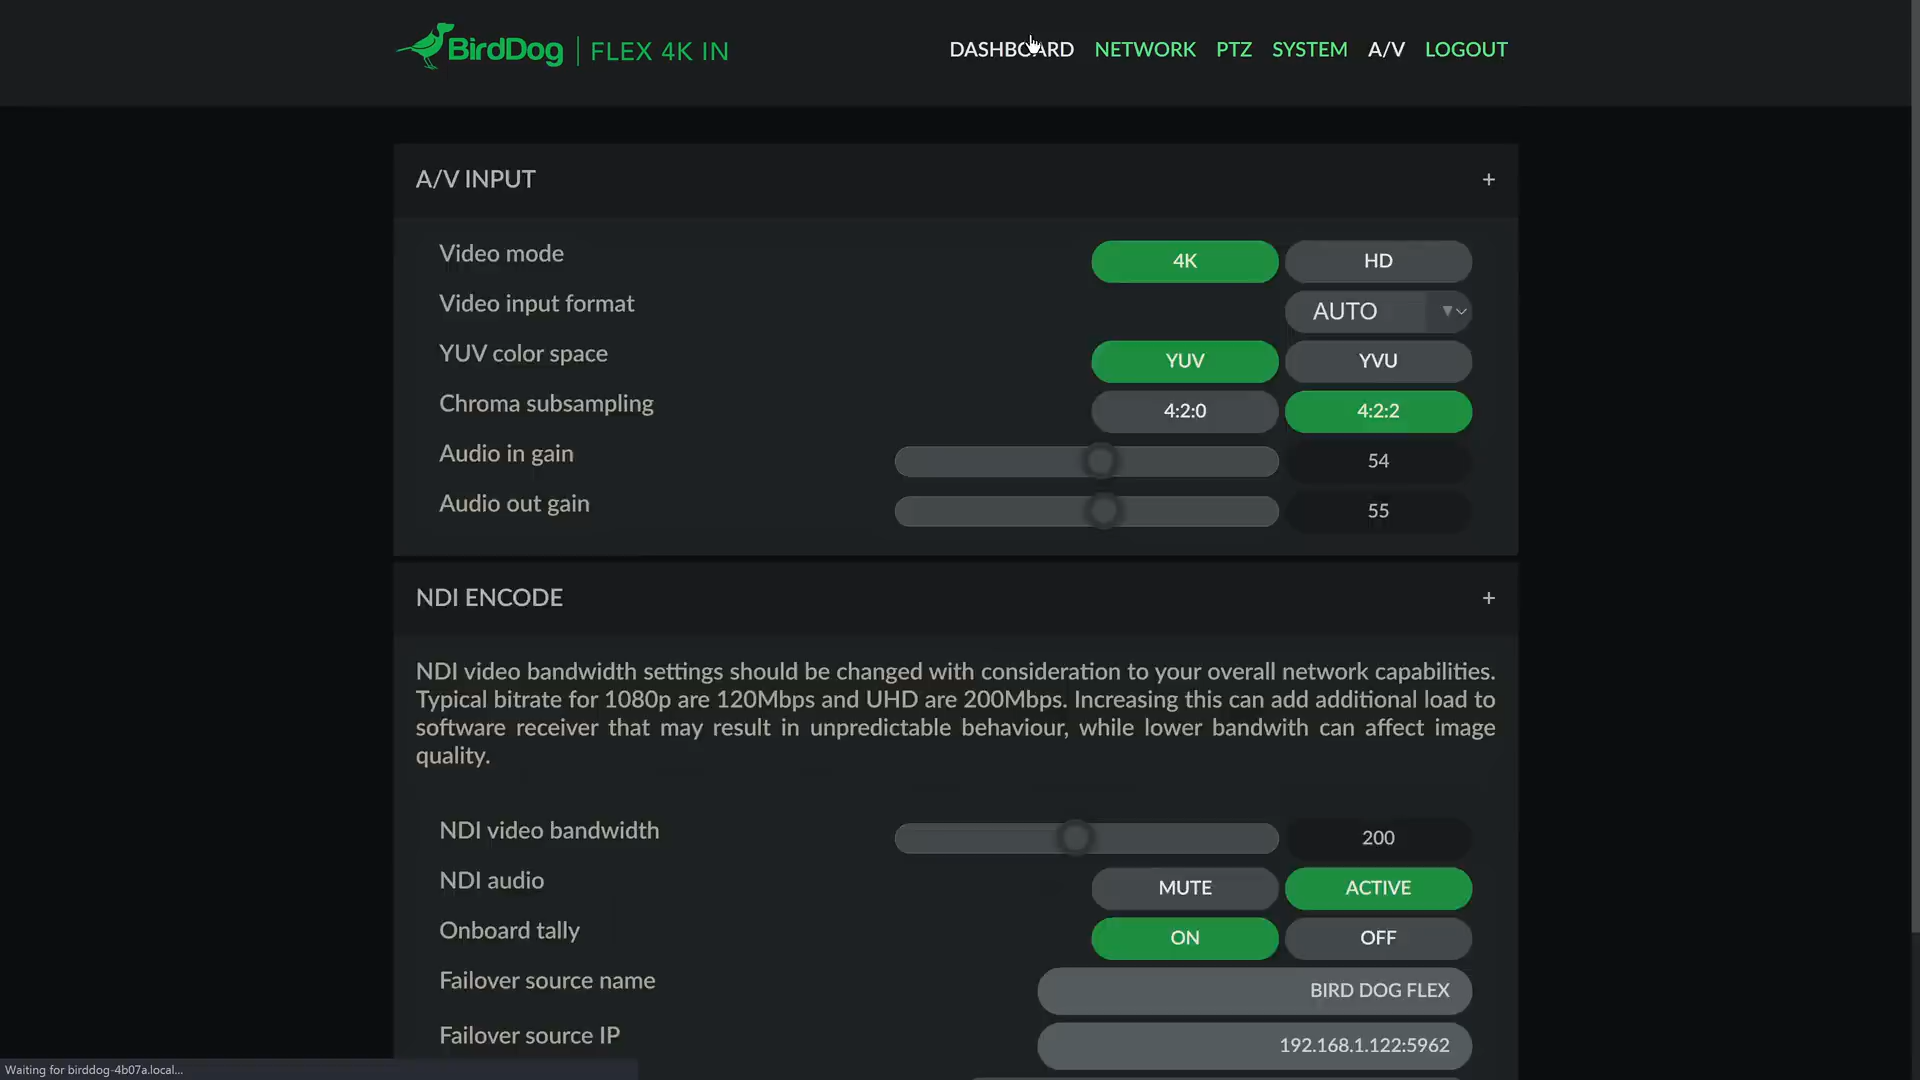 BirdDog | FLEX 4K IN
DASHBOARD NETWORK PTZ SYSTEM A/V LOGOUT
A/V INPUT +
Video mode 4K HD
Video input format AUTO
YUV color space YUV YVU
Chroma subsampling 4:2:0 4:2:2
Audio in gain 54
Audio out gain 55
NDI ENCODE +
NDI video bandwidth settings should be changed with consideration to your overall network capabilities.
Typical bitrate for 1080p are 120Mbps and UHD are 200Mbps. Increasing this can add additional load to
software receiver that may result in unpredictable behaviour, while lower bandwith can affect image
quality.
NDI video bandwidth 200
NDI audio MUTE ACTIVE
Onboard tally ON OFF
Failover source name BIRD DOG FLEX
Failover source IP 192.168.1.122:5962
Waiting for birddog-4b07a.local...